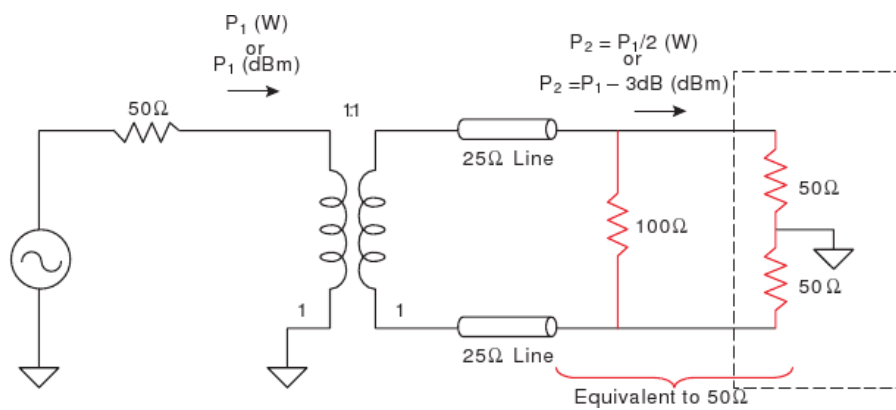 P₁ (W)
or
P₁ (dBm)
P₂ = P₁/2 (W)
or
P₂ =P₁ – 3dB (dBm)
50Ω
1:1
25Ω Line
100Ω
50Ω
50Ω
1
1
25Ω Line
Equivalent to 50Ω